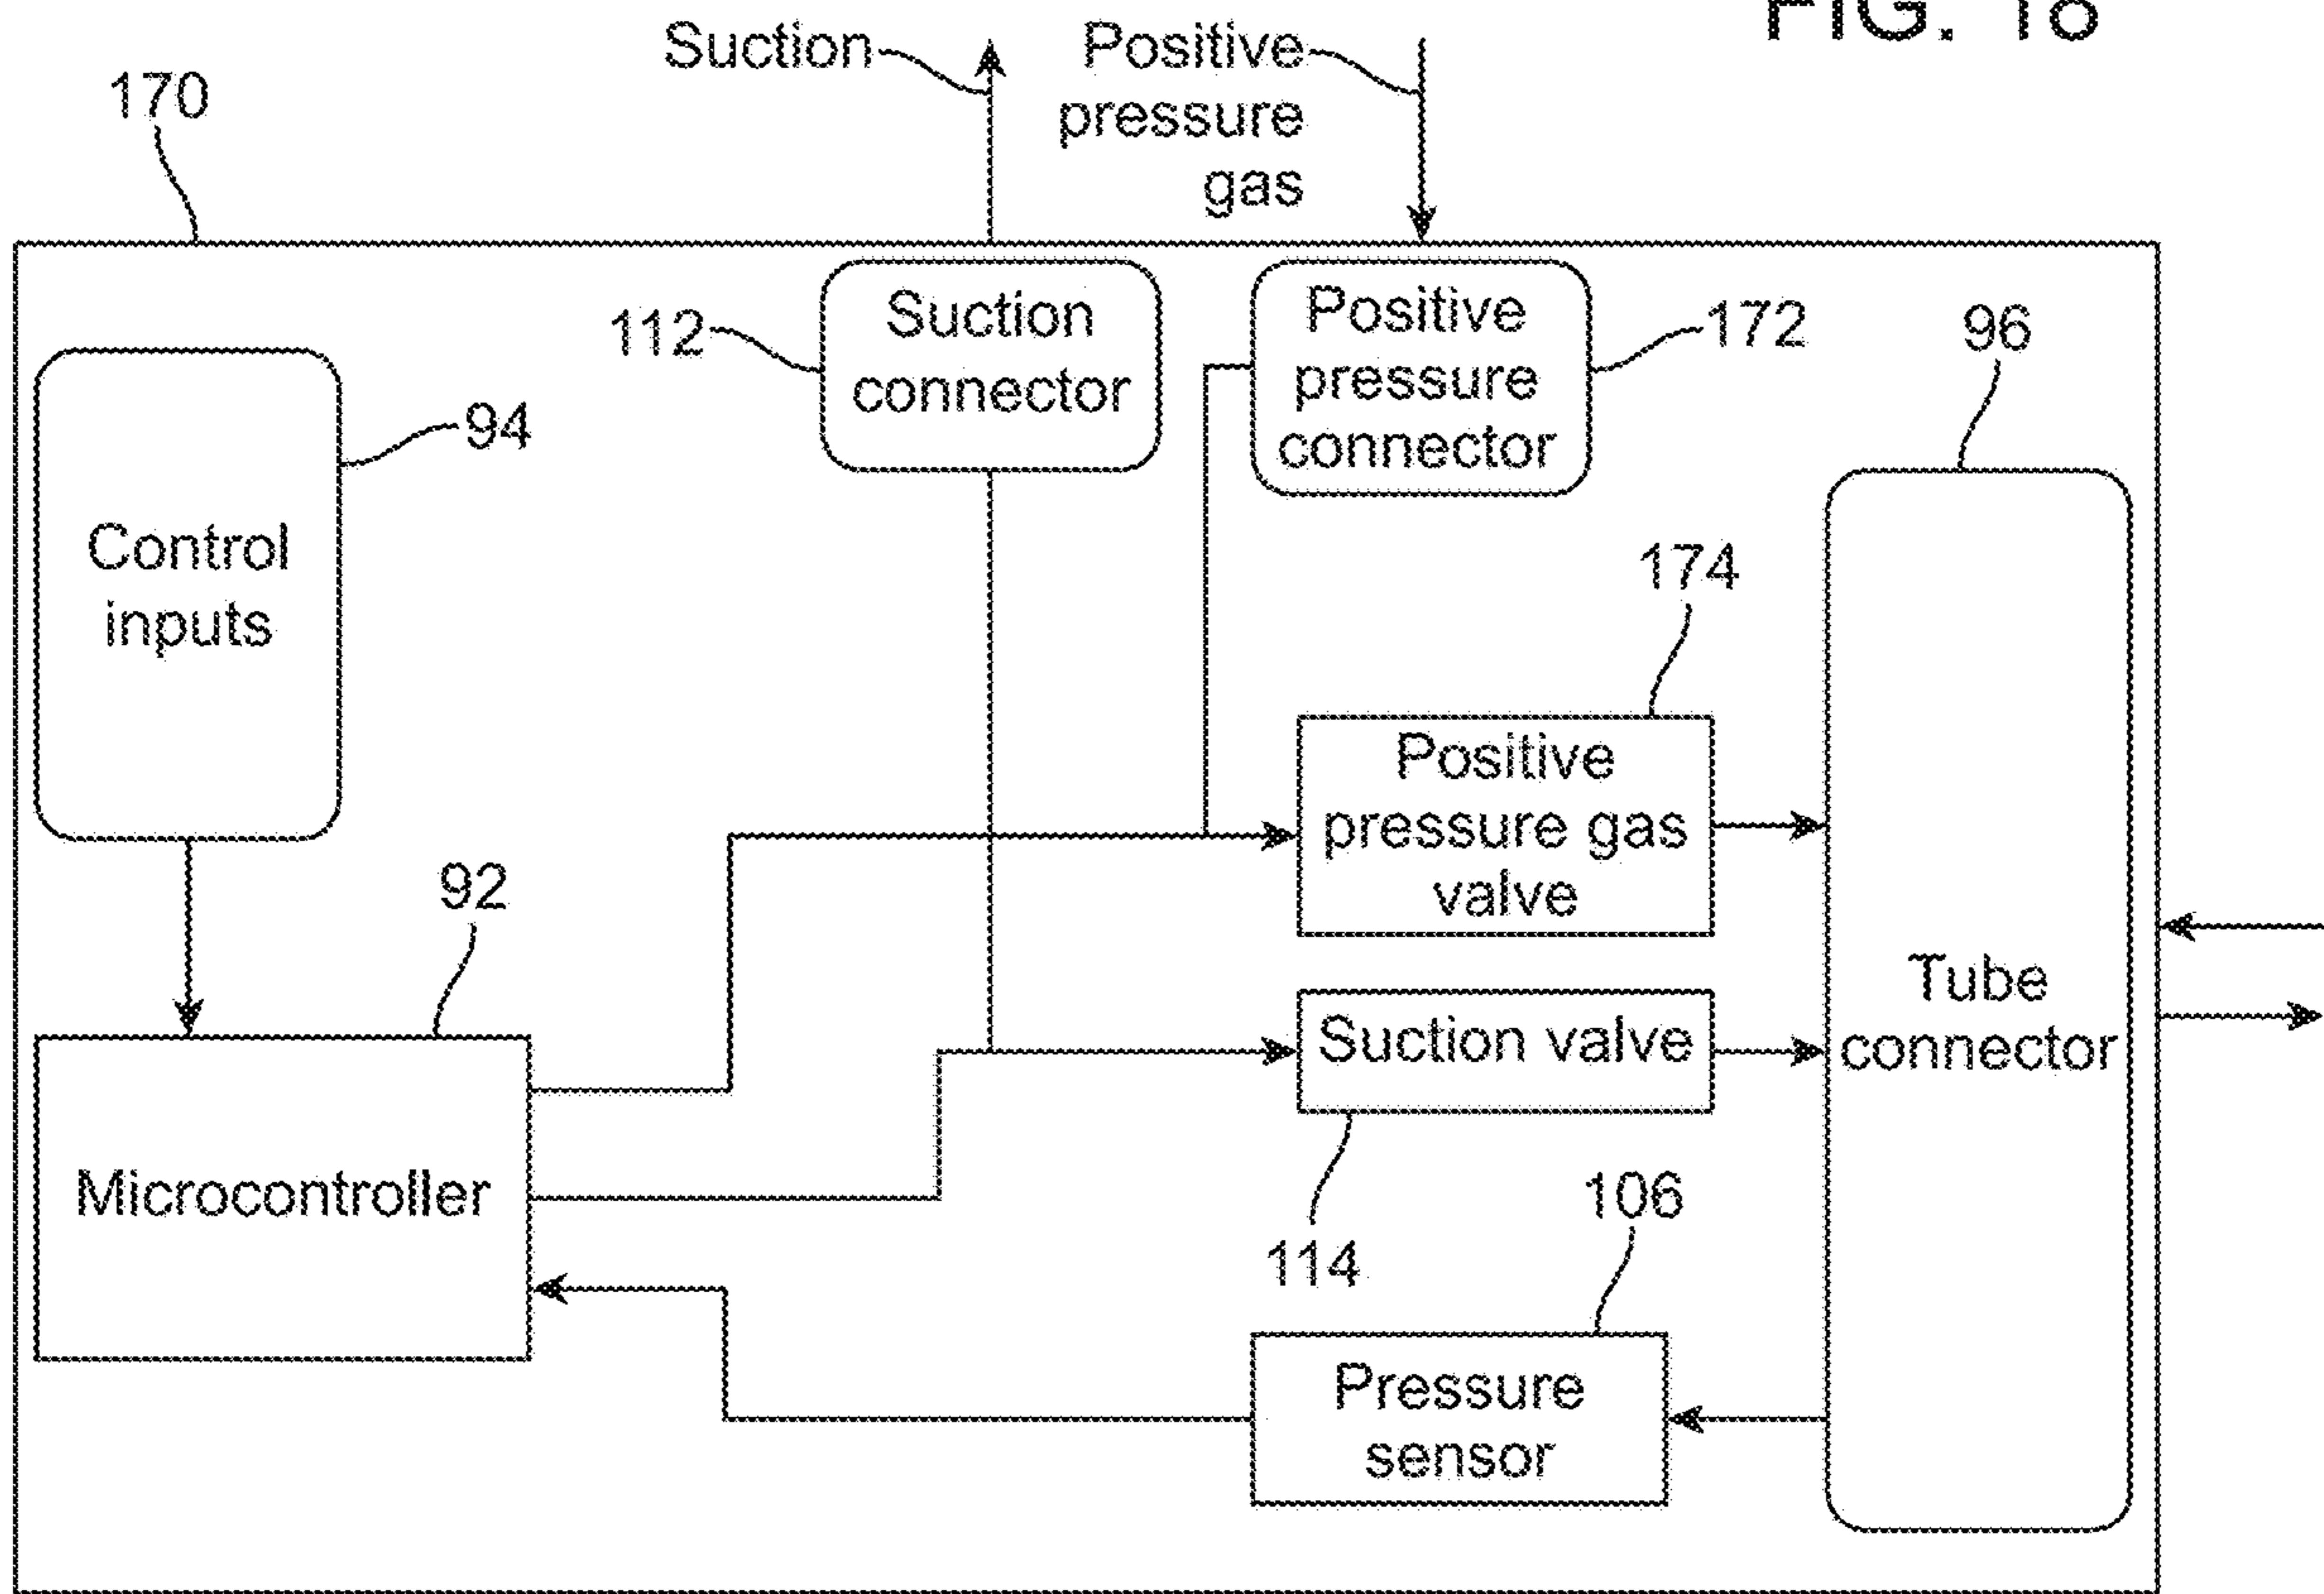 FIG. 18
Suction
Positive
pressure
gas
170
112
Suction
connector
Positive
pressure
connector
172
96
94
Control
inputs
174
Positive
pressure gas
valve
92
Tube
connector
Suction valve
Microcontroller
114
106
Pressure
sensor